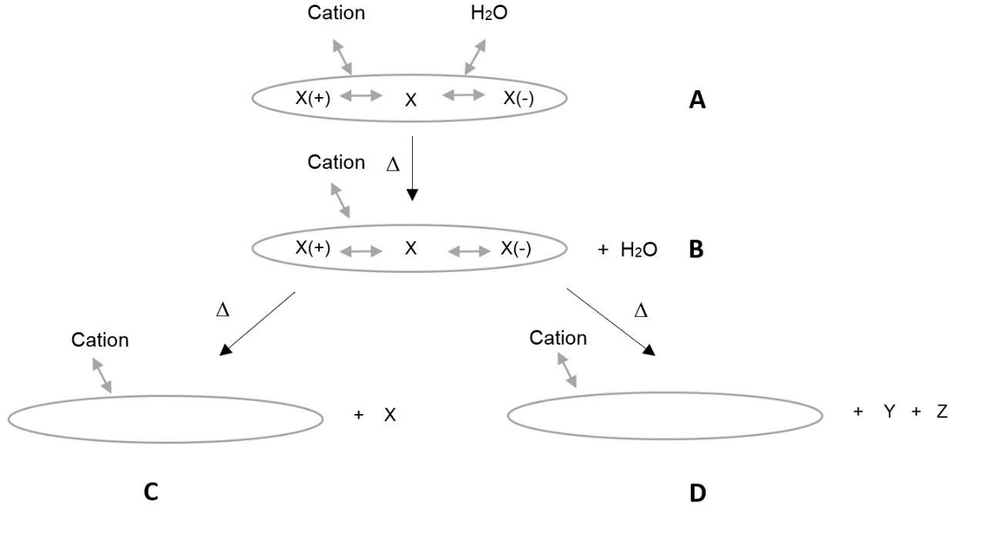 Cation H₂O
X(+) X X(-) A
Cation Δ
X(+) X X(-) + H₂O B
Δ Δ
Cation Cation
+ X + Y + Z
C D